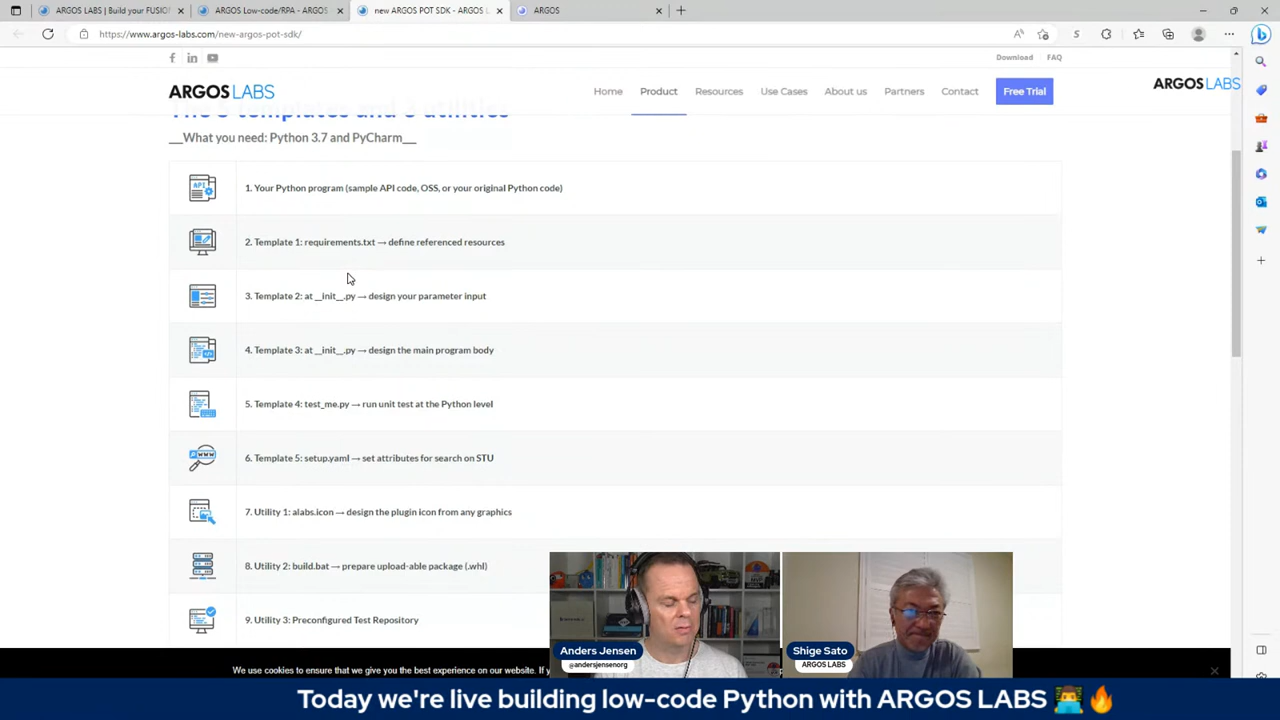 ARGOS LABS | Build your FUSIO
ARGOS Low-code/RPA - ARGOS
new ARGOS POT SDK - ARGOS L
ARGOS
https://www.argos-labs.com/new-argos-pot-sdk/
Download
FAQ
ARGOS LABS
Home
Product
Resources
Use Cases
About us
Partners
Contact
Free Trial
ARGOS LABS
The 5 templates and 3 utilities
___What you need: Python 3.7 and PyCharm___
1. Your Python program (sample API code, OSS, or your original Python code)
2. Template 1: requirements.txt → define referenced resources
3. Template 2: at __init__.py → design your parameter input
4. Template 3: at __init__.py → design the main program body
5. Template 4: test_me.py → run unit test at the Python level
6. Template 5: setup.yaml → set attributes for search on STU
7. Utility 1: alabs.icon → design the plugin icon from any graphics
8. Utility 2: build.bat → prepare upload-able package (.whl)
9. Utility 3: Preconfigured Test Repository
We use cookies to ensure that we give you the best experience on our website. If
Anders Jensen
@andersjensenorg
Shige Sato
ARGOS LABS
Today we're live building low-code Python with ARGOS LABS 👨‍💻🔥